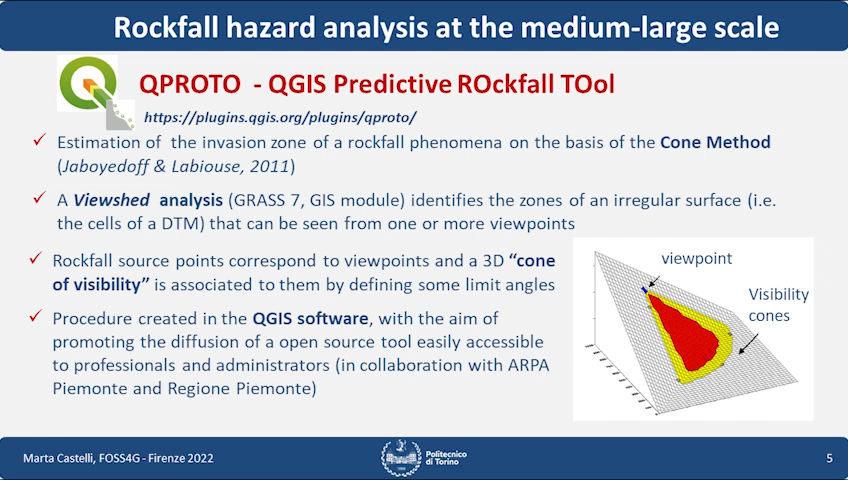 Rockfall hazard analysis at the medium-large scale
QPROTO - QGIS Predictive ROckfall TOol
https://plugins.qgis.org/plugins/qproto/
✓ Estimation of the invasion zone of a rockfall phenomena on the basis of the Cone Method
(Jaboyedoff & Labiouse, 2011)
✓ A Viewshed analysis (GRASS 7, GIS module) identifies the zones of an irregular surface (i.e.
the cells of a DTM) that can be seen from one or more viewpoints
✓ Rockfall source points correspond to viewpoints and a 3D “cone
of visibility” is associated to them by defining some limit angles
✓ Procedure created in the QGIS software, with the aim of
promoting the diffusion of a open source tool easily accessible
to professionals and administrators (in collaboration with ARPA
Piemonte and Regione Piemonte)
viewpoint
Visibility
cones
Marta Castelli, FOSS4G - Firenze 2022
Politecnico
di Torino
5